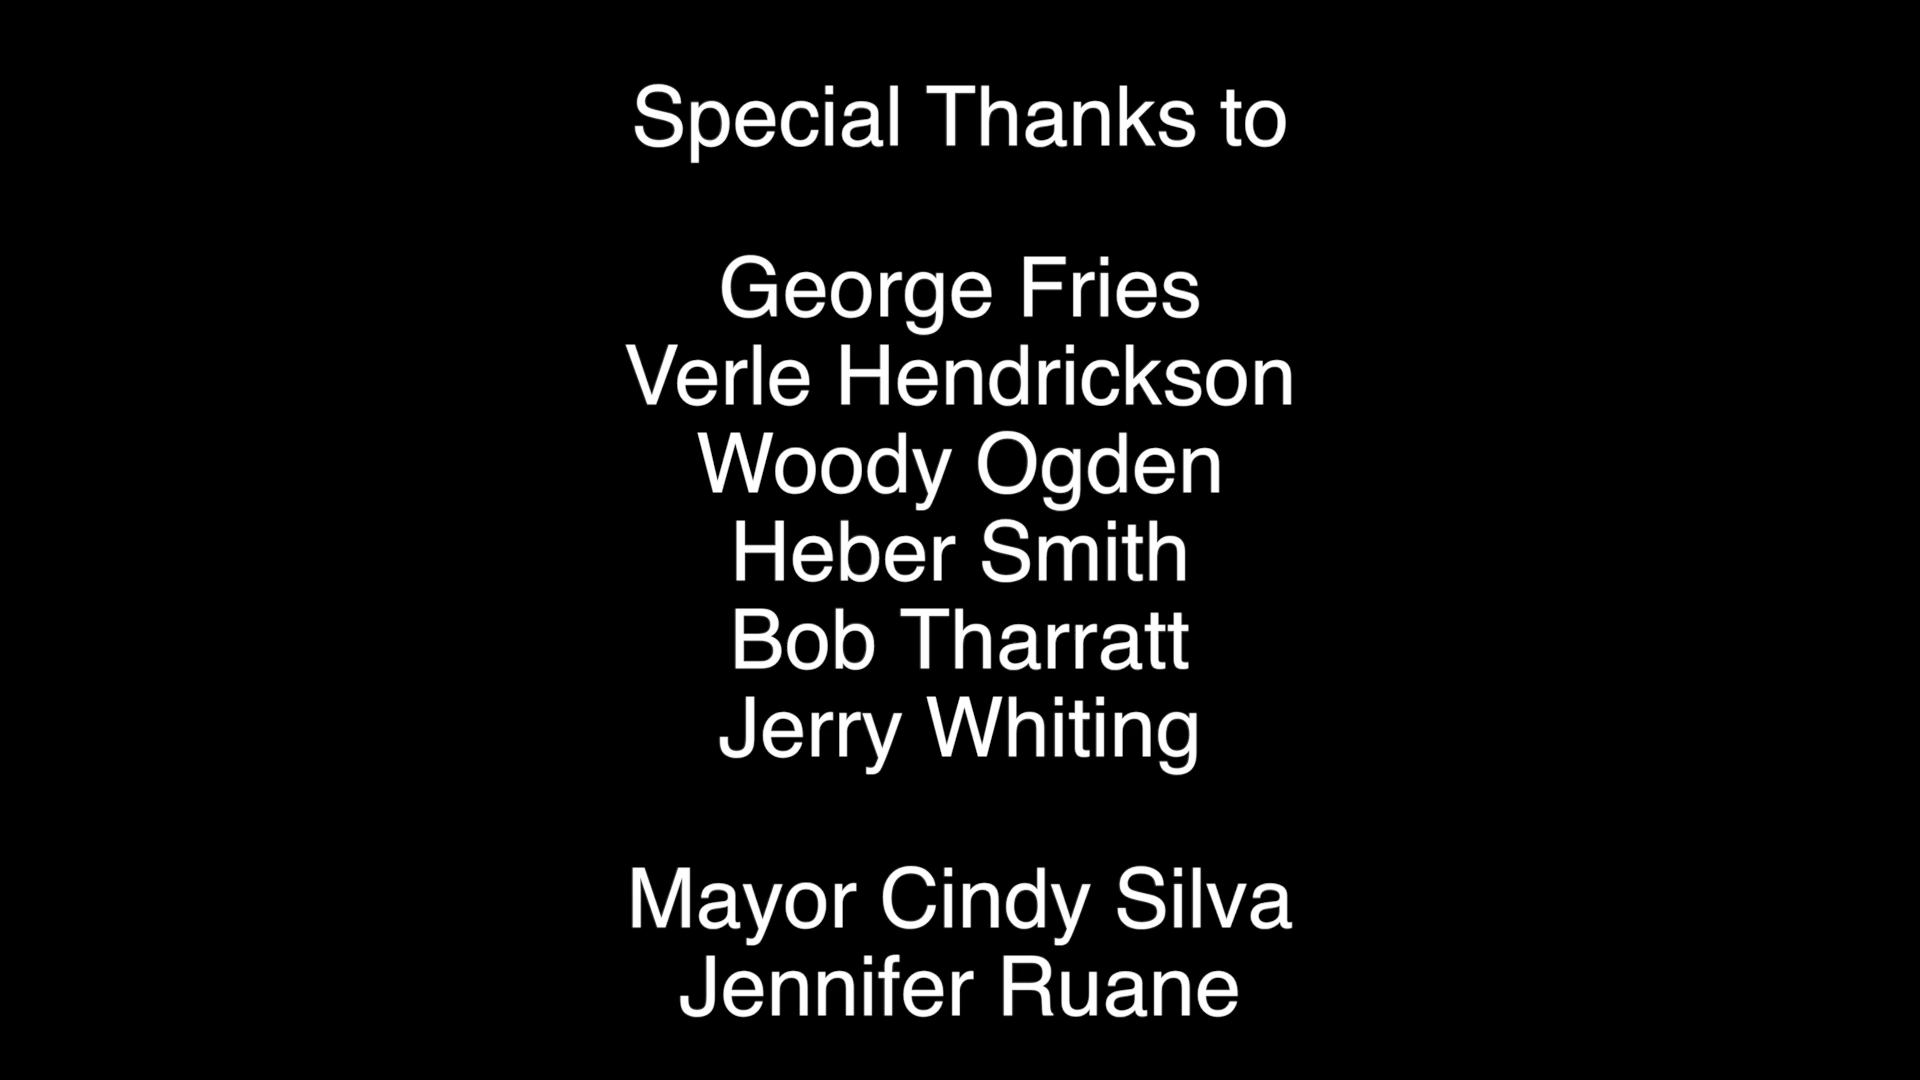 Special Thanks to
George Fries
Verle Hendrickson
Woody Ogden
Heber Smith
Bob Tharratt
Jerry Whiting
Mayor Cindy Silva
Jennifer Ruane